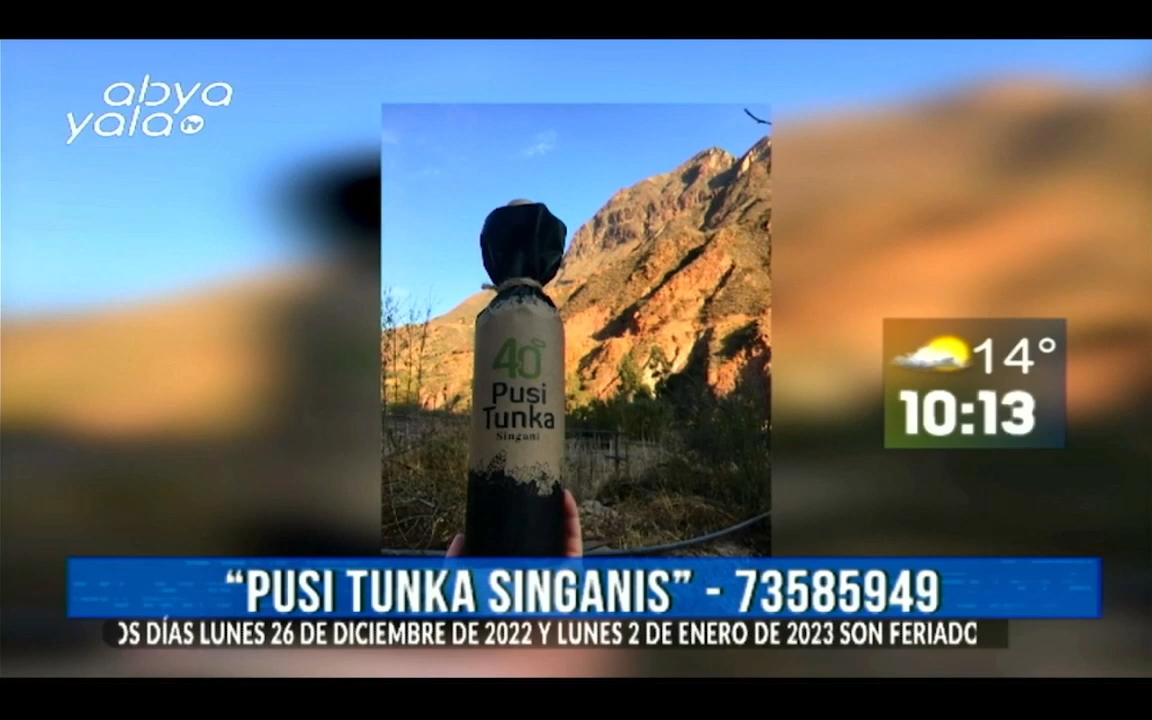 abya
yala tv
40
Pusi
Tunka
Singani
14°
10:13
“PUSI TUNKA SINGANIS” - 73585949
DÍAS LUNES 26 DE DICIEMBRE DE 2022 Y LUNES 2 DE ENERO DE 2023 SON